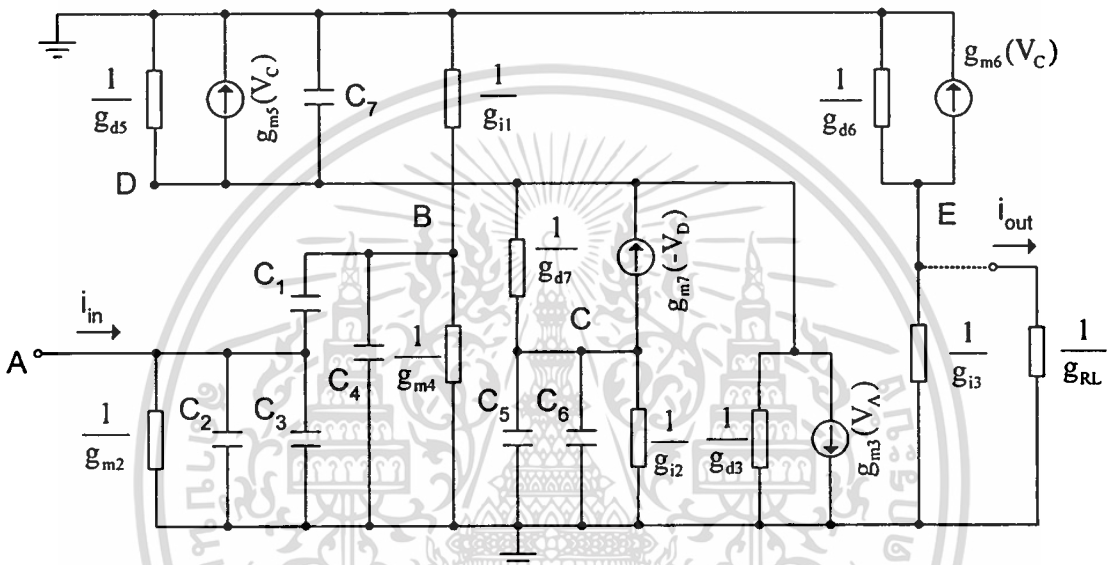 1/g_d5
g_m5(V_C)
C_7
1/g_i1
1/g_d6
g_m6(V_C)
D
B
E
i_out
C_1
1/g_d7
g_m7(-V_D)
i_in
C
A
C_4
1/g_m4
1/g_i3
1/g_RL
1/g_m2
C_2
C_3
C_5
C_6
1/g_i2
1/g_d3
g_m3(V_A)